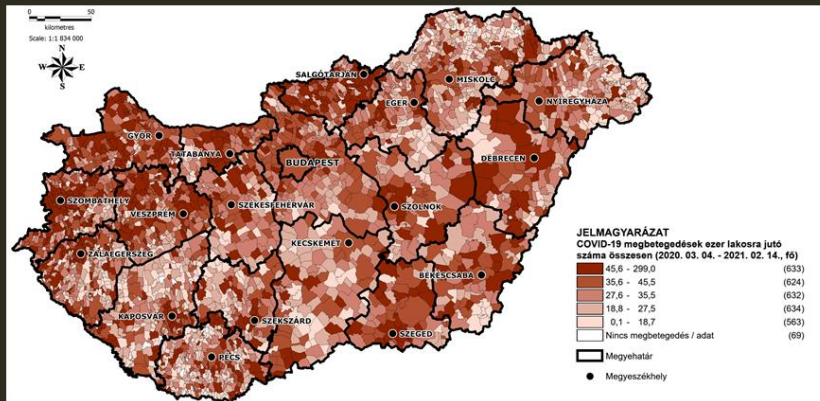 0 50
kilometres
Scale: 1:1 834 000
N
W E
S
SALGÓTARJÁN
MISKOLC
EGER
NYÍREGYHÁZA
GYŐR
TATABÁNYA
BUDAPEST
DEBRECEN
SZOMBATHELY
VESZPRÉM
SZÉKESFEHÉRVÁR
SZOLNOK
ZALAEGERSZEG
KECSKEMÉT
BÉKÉSCSABA
KAPOSVÁR
SZEKSZÁRD
SZEGED
PÉCS
JELMAGYARÁZAT
COVID-19 megbetegedések ezer lakosra jutó
száma összesen (2020. 03. 04. - 2021. 02. 14., fő)
45,6 - 299,0 (633)
35,6 - 45,5 (624)
27,6 - 35,5 (632)
18,8 - 27,5 (634)
0,1 - 18,7 (563)
Nincs megbetegedés / adat (69)
Megyehatár
Megyeszékhely